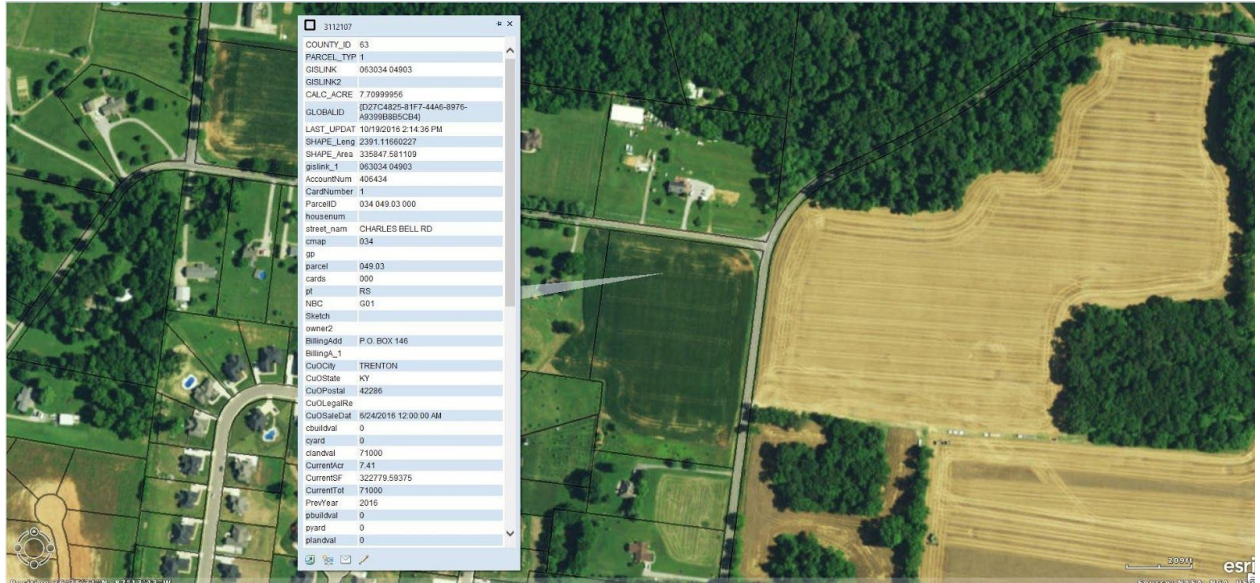 3112107
COUNTY_ID 63
PARCEL_TYP 1
GISLINK 063034 04903
GISLINK2
CALC_ACRE 7.70999956
GLOBALID {D27C4825-81F7-44A6-8976-
A9399B8B5CB4}
LAST_UPDAT 10/19/2016 2:14:36 PM
SHAPE_Leng 2391.11660227
SHAPE_Area 335847.581109
gislink_1 063034 04903
AccountNum 406434
CardNumber 1
ParcelID 034 049.03 000
housenum
street_nam CHARLES BELL RD
cmap 034
gp
parcel 049.03
cards 000
pt RS
NBC G01
Sketch
owner2
BillingAdd P.O. BOX 146
BillingA_1
CuOCity TRENTON
CuOState KY
CuOPostal 42286
CuOLegalRe
CuOSaleDat 6/24/2016 12:00:00 AM
cbuildval 0
cyard 0
clandval 71000
CurrentAcr 7.41
CurrentSF 322779.59375
CurrentTot 71000
PrevYear 2016
pbuildval 0
pyard 0
plandval 0
209ft
esri